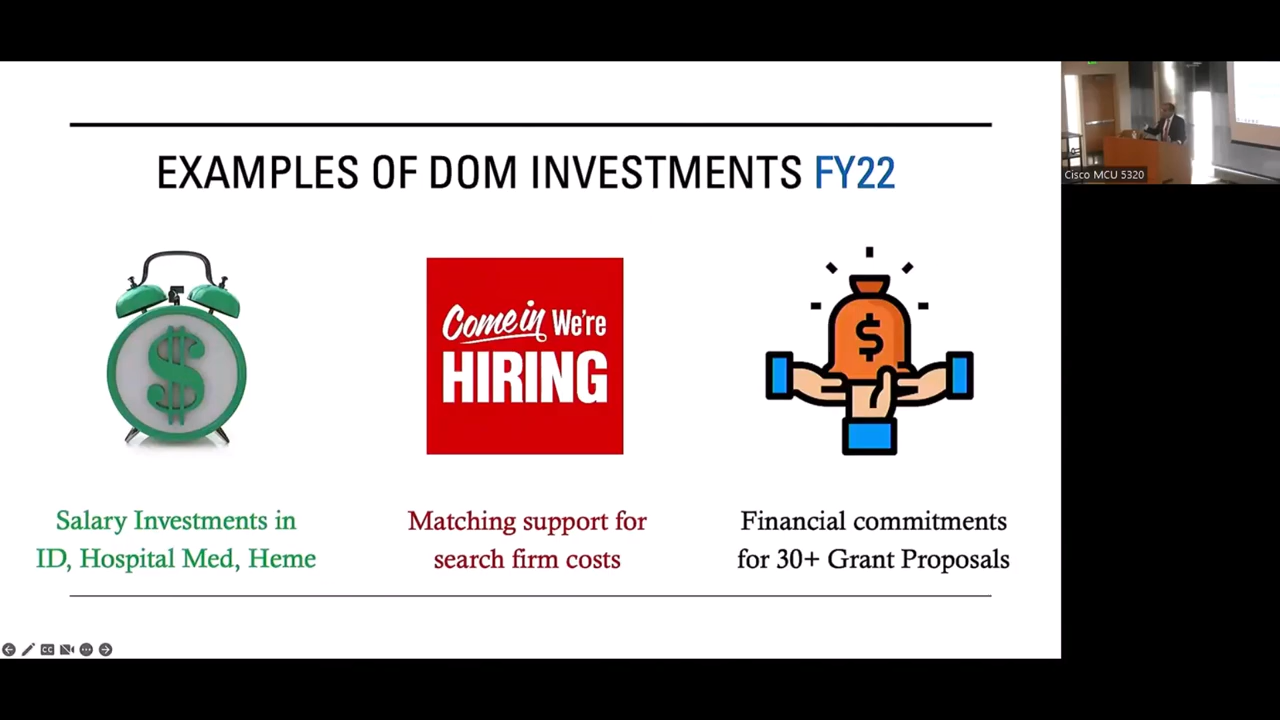 EXAMPLES OF DOM INVESTMENTS FY22
Come in We're
HIRING
$
$
Salary Investments in
ID, Hospital Med, Heme
Matching support for
search firm costs
Financial commitments
for 30+ Grant Proposals
Cisco MCU 5320
CC